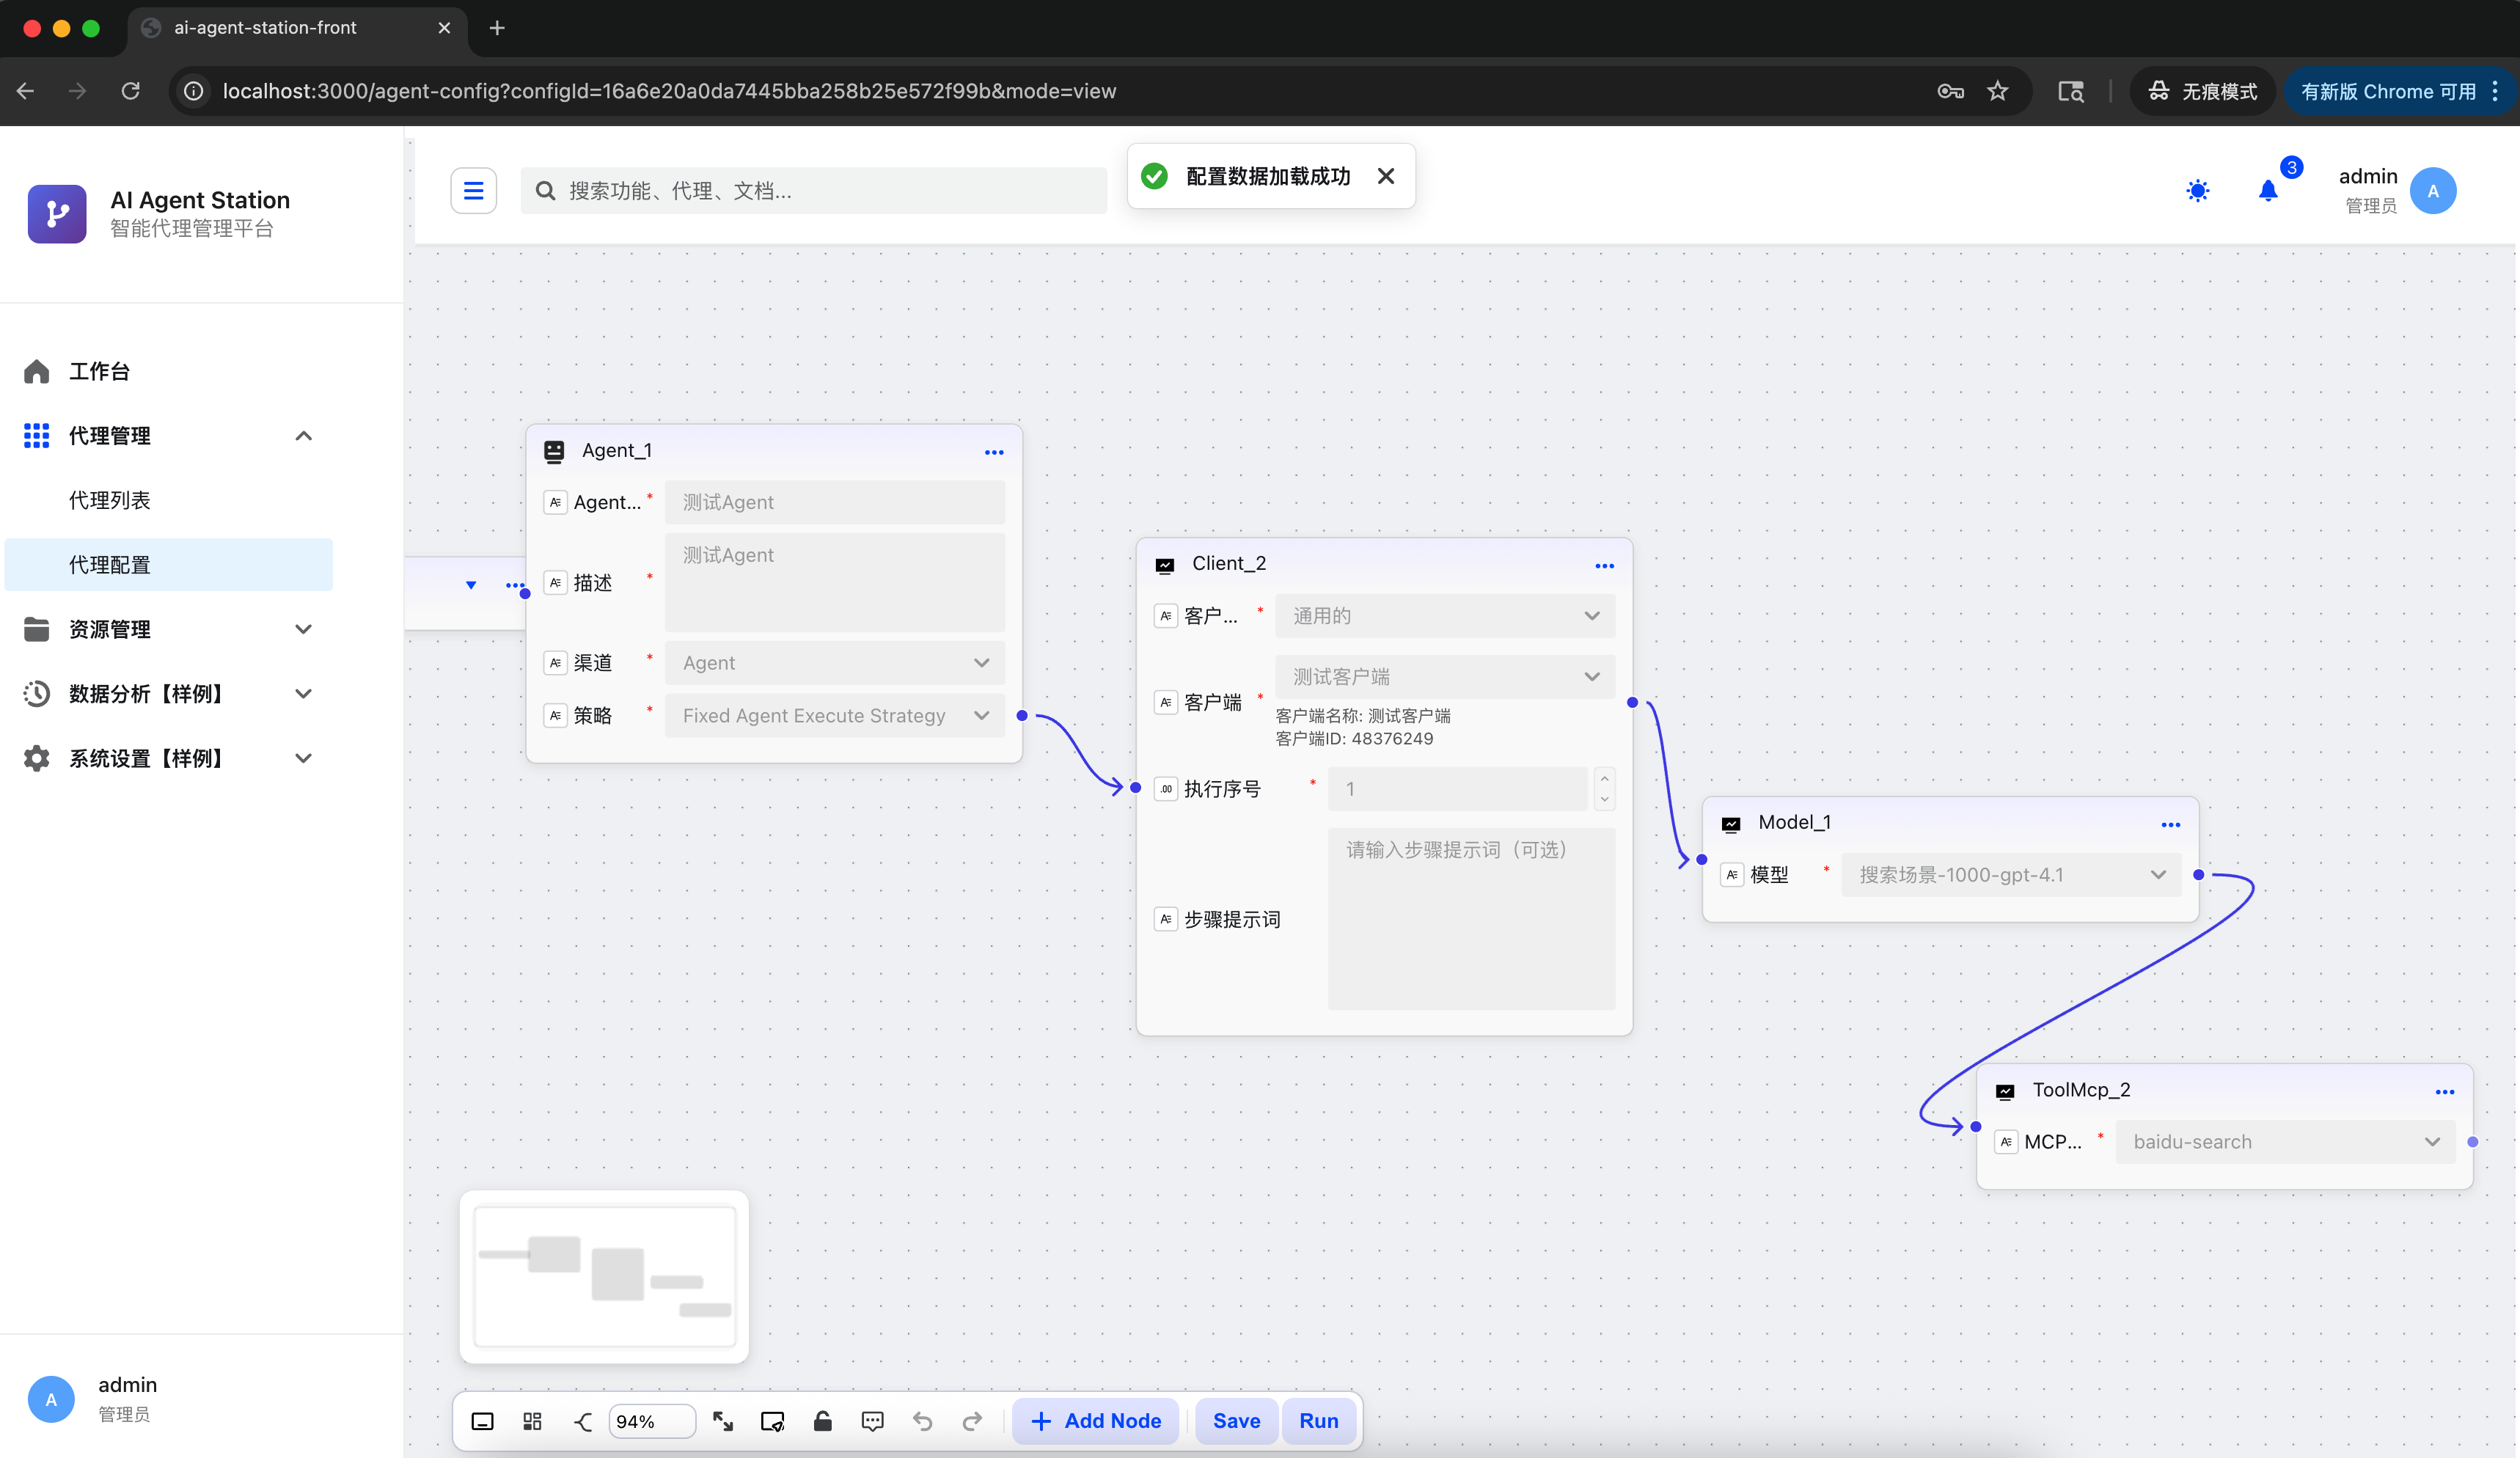 ai-agent-station-front
localhost:3000/agent-config?configId=16a6e20a0da7445bba258b25e572f99b&mode=view
无痕模式
有新版 Chrome 可用
AI Agent Station
智能代理管理平台
搜索功能、代理、文档...
配置数据加载成功
3
admin
管理员
A
工作台
代理管理
代理列表
代理配置
资源管理
数据分析【样例】
系统设置【样例】
Agent_1
Agent... *
测试Agent
描述 *
测试Agent
渠道 *
Agent
策略 *
Fixed Agent Execute Strategy
Client_2
客户... *
通用的
客户端 *
测试客户端
客户端名称: 测试客户端
客户端ID: 48376249
.00 执行序号 *
1
步骤提示词
请输入步骤提示词（可选）
Model_1
模型 *
搜索场景-1000-gpt-4.1
ToolMcp_2
MCP... *
baidu-search
A
admin
管理员
94%
Add Node
Save
Run